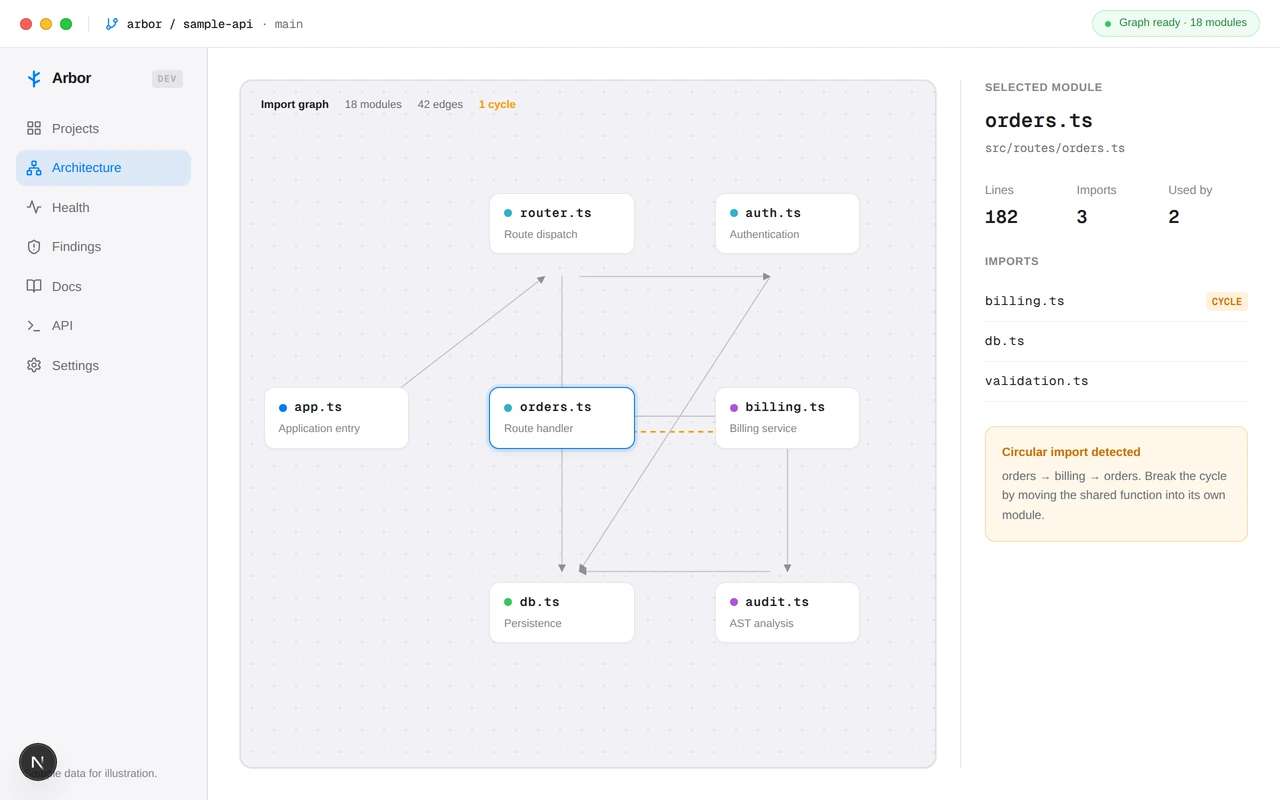 arbor / sample-api · main
Graph ready · 18 modules
Arbor
DEV
Projects
Architecture
Health
Findings
Docs
API
Settings
N
data for illustration.
Import graph 18 modules 42 edges 1 cycle
router.ts
Route dispatch
auth.ts
Authentication
app.ts
Application entry
orders.ts
Route handler
billing.ts
Billing service
db.ts
Persistence
audit.ts
AST analysis
SELECTED MODULE
orders.ts
src/routes/orders.ts
Lines Imports Used by
182 3 2
IMPORTS
billing.ts CYCLE
db.ts
validation.ts
Circular import detected
orders → billing → orders. Break the cycle
by moving the shared function into its own
module.